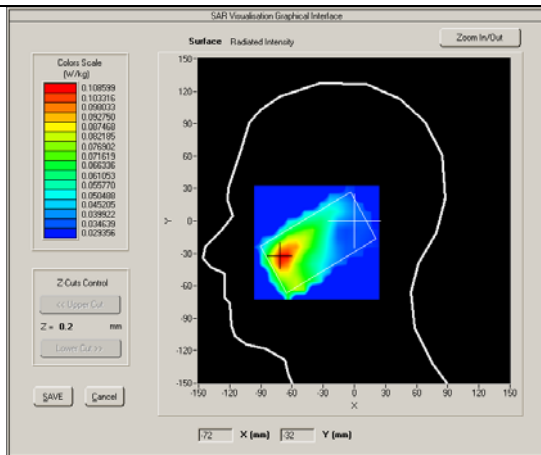 SAR Visualisation Graphical Interface
Surface Radiated Intensity
Zoom In/Out
Colors Scale
(W/kg)
0.108599
0.103316
0.098033
0.092750
0.087468
0.082185
0.076902
0.071619
0.066336
0.061053
0.055770
0.050488
0.045205
0.039922
0.034639
0.029356
Z Cuts Control
<< Upper Cut
Z = 0.2 mm
Lower Cut >>
SAVE Cancel
150
120
90
60
30
0
-30
-60
-90
-120
-150
Y
-150 -120 -90 -60 -30 0 30 60 90 120 150
X
-72 X (mm) -32 Y (mm)